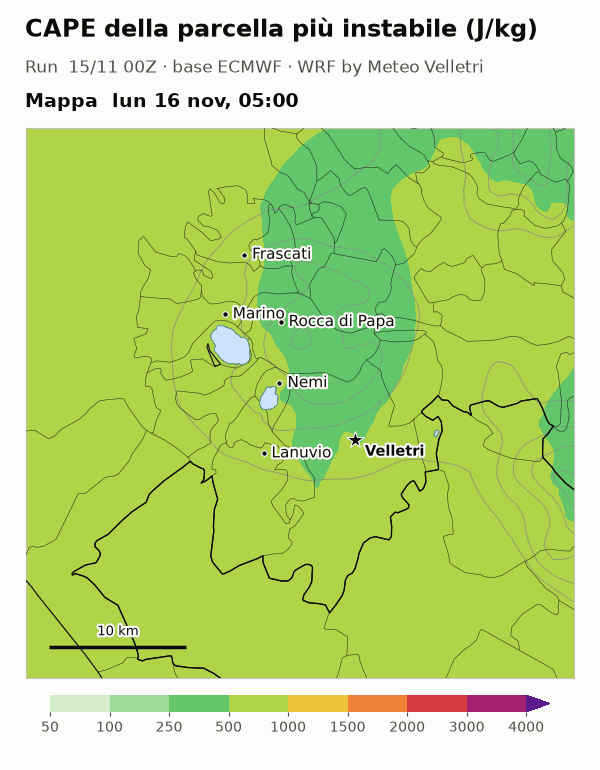 CAPE della parcella più instabile (J/kg)
Run  15/11 00Z · base ECMWF · WRF by Meteo Velletri
Mappa  lun 16 nov, 05:00
Frascati
Marino
Rocca di Papa
Nemi
Velletri
Lanuvio
10 km
50 100 250 500 1000 1500 2000 3000 4000